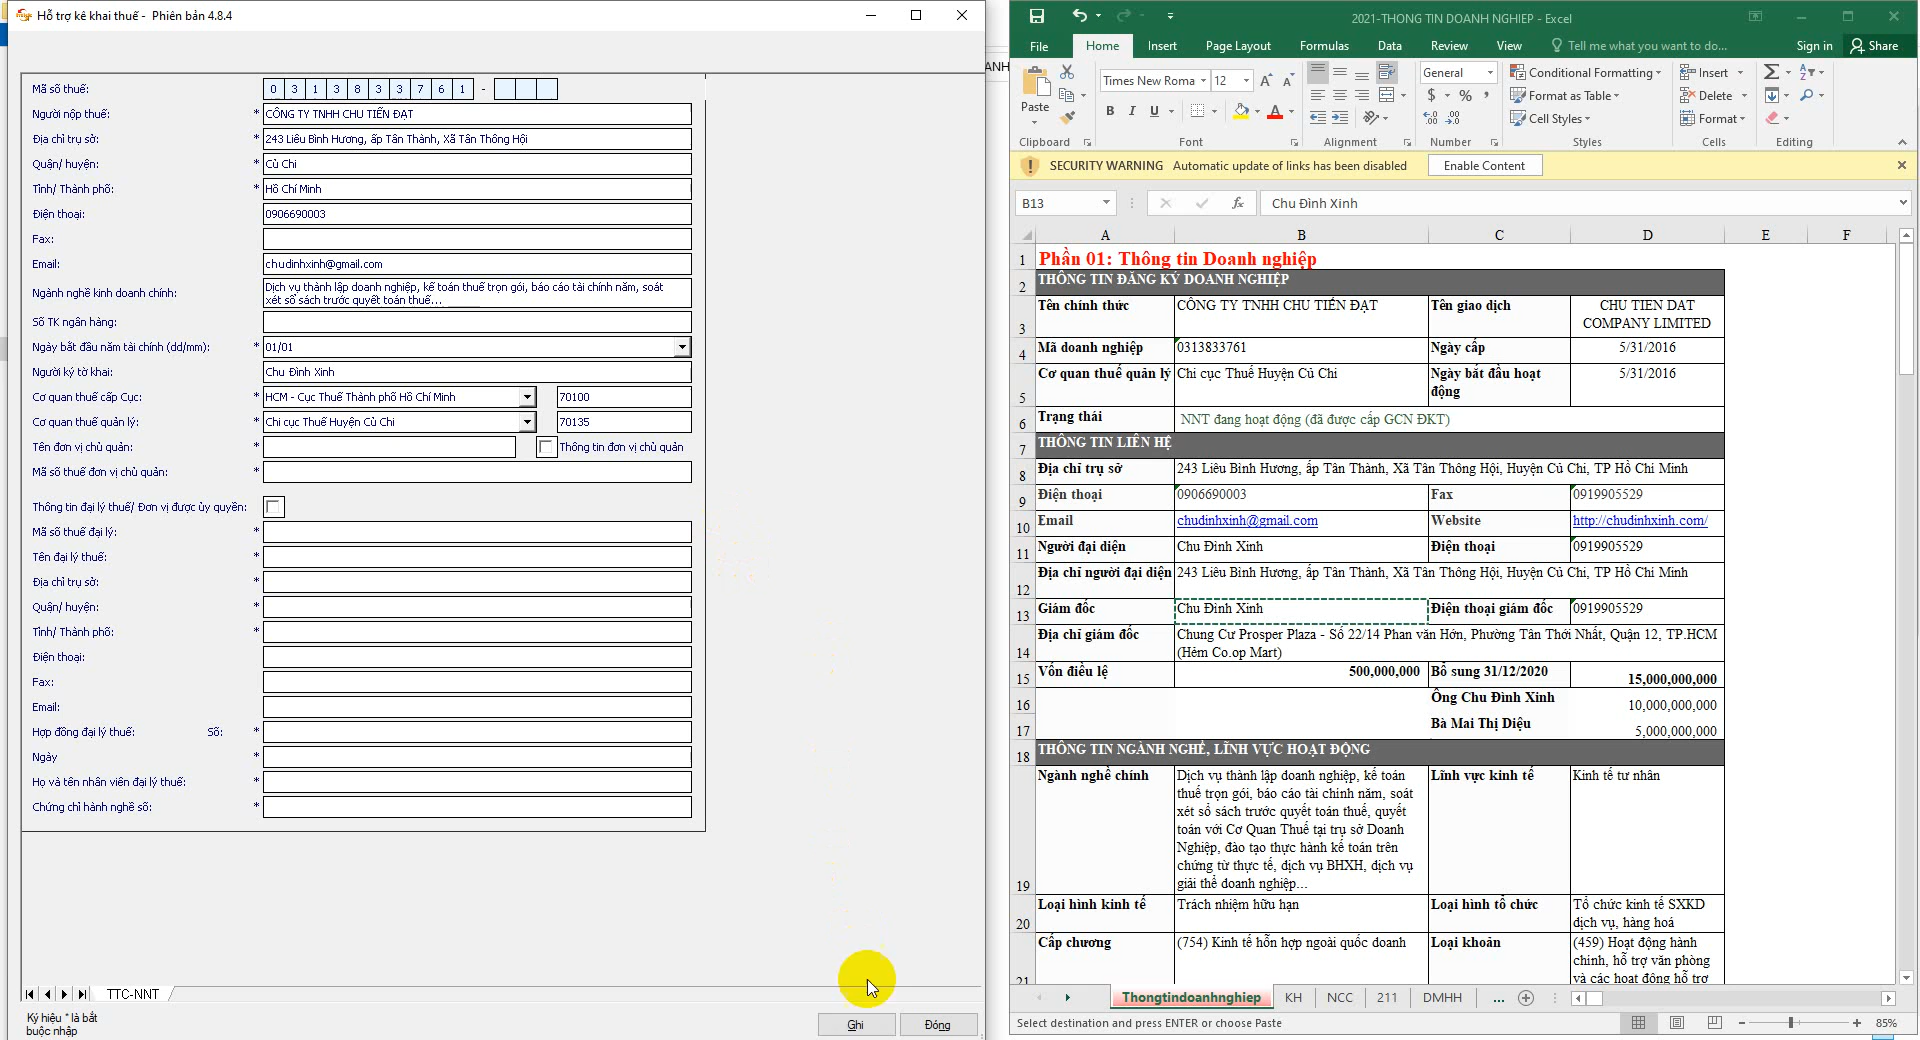 Hỗ trợ kê khai thuế - Phiên bản 4.8.4
Mã số thuế: 0 3 1 3 8 3 3 7 6 1 -
Người nộp thuế: * CÔNG TY TNHH CHU TIẾN ĐẠT
Địa chỉ trụ sở: * 243 Liêu Bình Hương, ấp Tân Thành, Xã Tân Thông Hội
Quận/ huyện: * Củ Chi
Tỉnh/ Thành phố: * Hồ Chí Minh
Điện thoại: 0906690003
Fax:
Email: chudinhxinh@gmail.com
Ngành nghề kinh doanh chính: Dịch vụ thành lập doanh nghiệp, kế toán thuế trọn gói, báo cáo tài chính năm, soát
xét sổ sách trước quyết toán thuế...
Số TK ngân hàng:
Ngày bắt đầu năm tài chính (dd/mm): * 01/01
Người ký tờ khai: Chu Đình Xinh
Cơ quan thuế cấp Cục: * HCM - Cục Thuế Thành phố Hồ Chí Minh 70100
Cơ quan thuế quản lý: * Chi cục Thuế Huyện Củ Chi 70135
Tên đơn vị chủ quản: * Thông tin đơn vị chủ quản
Mã số thuế đơn vị chủ quản: *
Thông tin đại lý thuế/ Đơn vị được ủy quyền:
Mã số thuế đại lý: *
Tên đại lý thuế: *
Địa chỉ trụ sở: *
Quận/ huyện: *
Tỉnh/ Thành phố: *
Điện thoại:
Fax:
Email:
Hợp đồng đại lý thuế: Số: *
Ngày *
Họ và tên nhân viên đại lý thuế: *
Chứng chỉ hành nghề số: *
TTC-NNT
Ký hiệu * là bắt
buộc nhập
Ghi Đóng
ANH
2021-THONG TIN DOANH NGHIEP - Excel
File Home Insert Page Layout Formulas Data Review View Tell me what you want to do... Sign in Share
Paste
Times New Roma 12
B I U
General
$ % ,
Conditional Formatting
Format as Table
Cell Styles
Insert
Delete
Format
Clipboard Font Alignment Number Styles Cells Editing
SECURITY WARNING Automatic update of links has been disabled Enable Content
B13 fx Chu Đình Xinh
A B C D E F
1 Phần 01: Thông tin Doanh nghiệp
2 THÔNG TIN ĐĂNG KÝ DOANH NGHIỆP
3 Tên chính thức CÔNG TY TNHH CHU TIẾN ĐẠT Tên giao dịch CHU TIEN DAT
COMPANY LIMITED
4 Mã doanh nghiệp 0313833761 Ngày cấp 5/31/2016
5 Cơ quan thuế quản lý Chi cục Thuế Huyện Củ Chi Ngày bắt đầu hoạt
động 5/31/2016
6 Trạng thái NNT đang hoạt động (đã được cấp GCN ĐKT)
7 THÔNG TIN LIÊN HỆ
8 Địa chỉ trụ sở 243 Liêu Bình Hương, ấp Tân Thành, Xã Tân Thông Hội, Huyện Củ Chi, TP Hồ Chí Minh
9 Điện thoại 0906690003 Fax 0919905529
10 Email chudinhxinh@gmail.com Website http://chudinhxinh.com/
11 Người đại diện Chu Đình Xinh Điện thoại 0919905529
12 Địa chỉ người đại diện 243 Liêu Bình Hương, ấp Tân Thành, Xã Tân Thông Hội, Huyện Củ Chi, TP Hồ Chí Minh
13 Giám đốc Chu Đình Xinh Điện thoại giám đốc 0919905529
14 Địa chỉ giám đốc Chung Cư Prosper Plaza - Số 22/14 Phan văn Hớn, Phường Tân Thới Nhất, Quận 12, TP.HCM
(Hẻm Co.op Mart)
15 Vốn điều lệ 500,000,000 Bổ sung 31/12/2020 15,000,000,000
16 Ông Chu Đình Xinh 10,000,000,000
17 Bà Mai Thị Diệu 5,000,000,000
18 THÔNG TIN NGÀNH NGHỀ, LĨNH VỰC HOẠT ĐỘNG
19 Ngành nghề chính Dịch vụ thành lập doanh nghiệp, kế toán
thuế trọn gói, báo cáo tài chính năm, soát
xét sổ sách trước quyết toán thuế, quyết
toán với Cơ Quan Thuế tại trụ sở Doanh
Nghiệp, đào tạo thực hành kế toán trên
chứng từ thực tế, dịch vụ BHXH, dịch vụ
giải thể doanh nghiệp... Lĩnh vực kinh tế Kinh tế tư nhân
20 Loại hình kinh tế Trách nhiệm hữu hạn Loại hình tổ chức Tổ chức kinh tế SXKD
dịch vụ, hàng hoá
21 Cấp chương (754) Kinh tế hỗn hợp ngoài quốc doanh Loại khoản (459) Hoạt động hành
chính, hỗ trợ văn phòng
và các hoạt động hỗ trợ
Thongtindoanhnghiep KH NCC 211 DMHH ...
Select destination and press ENTER or choose Paste 85%